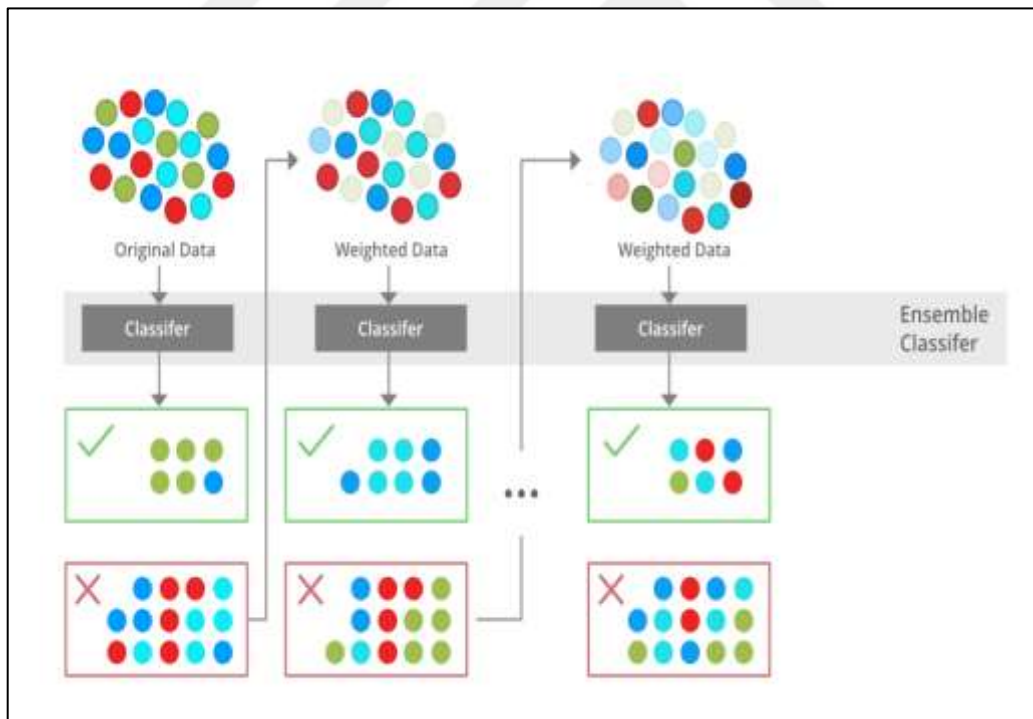 Original Data
Weighted Data
Weighted Data
Classifer
Classifer
Classifer
Ensemble
Classifer
...